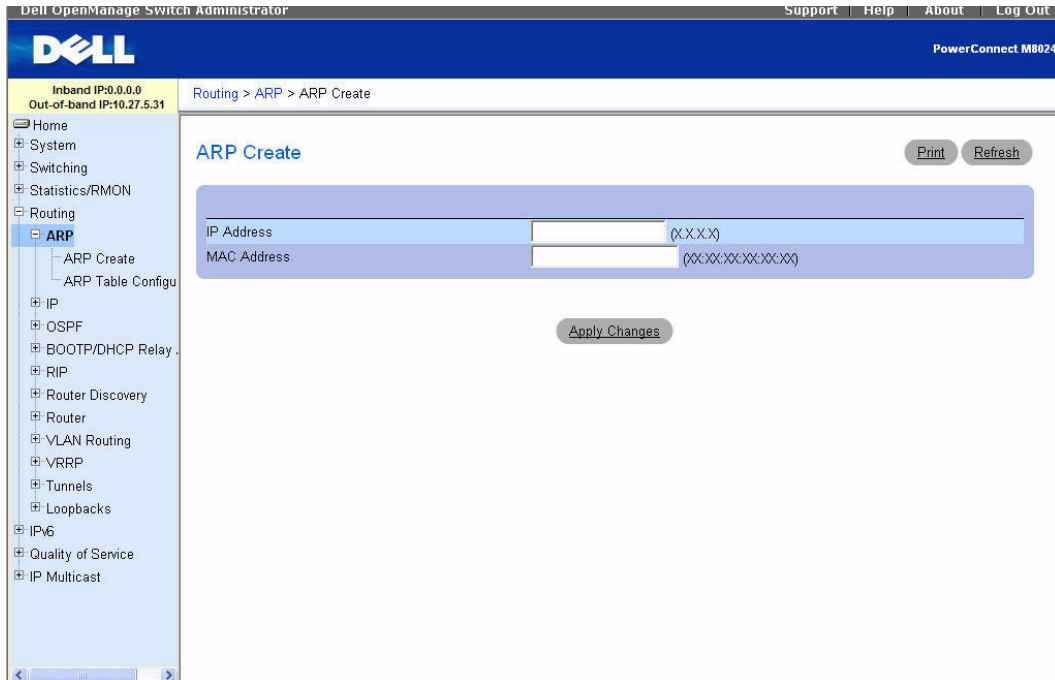 Dell OpenManage Switch Administrator
Support | Help | About | Log Out
DELL
PowerConnect M8024
Inband IP:0.0.0.0
Out-of-band IP:10.27.5.31
Routing > ARP > ARP Create
Home
System
Switching
Statistics/RMON
Routing
ARP
ARP Create
ARP Table Configu
IP
OSPF
BOOTP/DHCP Relay .
RIP
Router Discovery
Router
VLAN Routing
VRRP
Tunnels
Loopbacks
IPv6
Quality of Service
IP Multicast
ARP Create
Print
Refresh
IP Address (X.X.X.X)
MAC Address (XX:XX:XX:XX:XX:XX)
Apply Changes